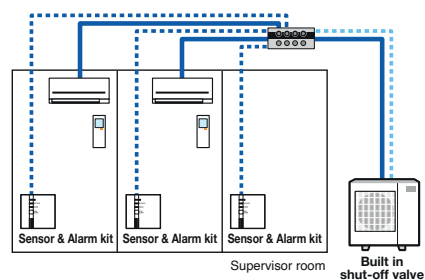 Sensor & Alarm kit
Sensor & Alarm kit
Sensor & Alarm kit
Supervisor room
Built in
shut-off valve